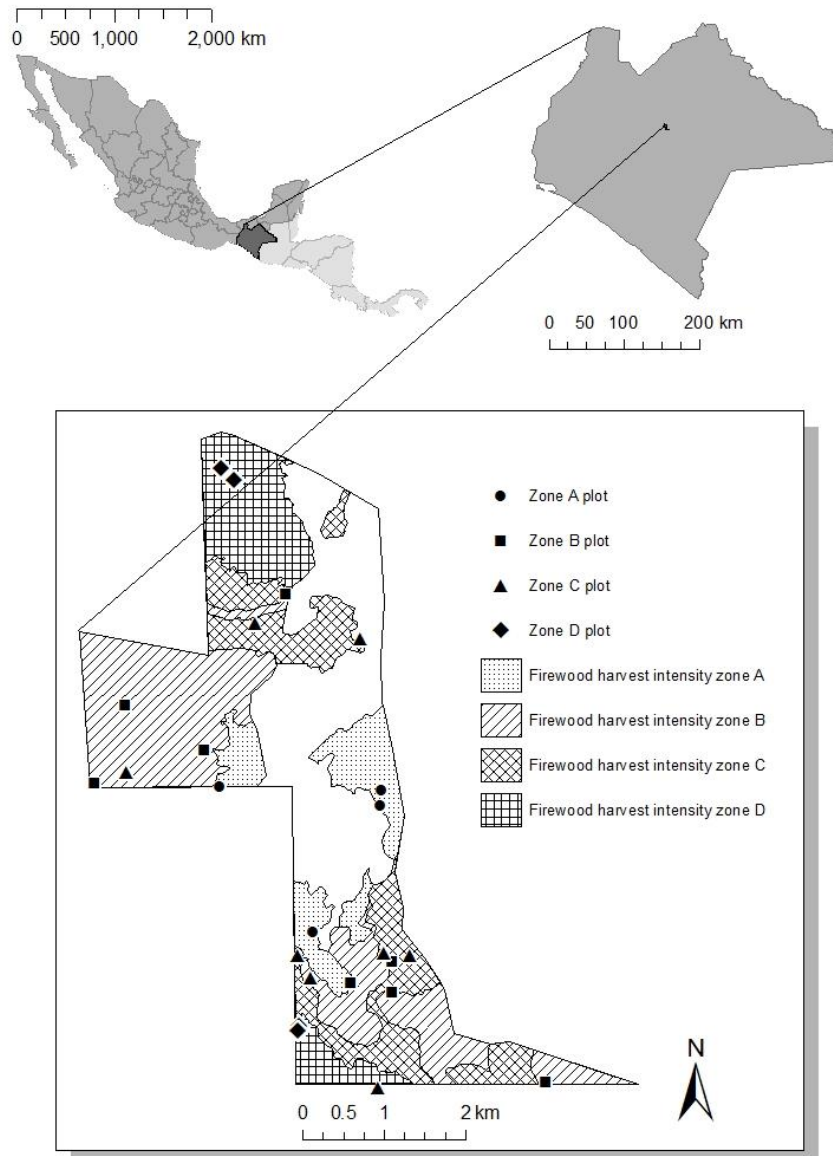 0 500 1,000 2,000 km
0 50 100 200 km
Zone A plot
Zone B plot
Zone C plot
Zone D plot
Firewood harvest intensity zone A
Firewood harvest intensity zone B
Firewood harvest intensity zone C
Firewood harvest intensity zone D
N
0 0.5 1 2 km